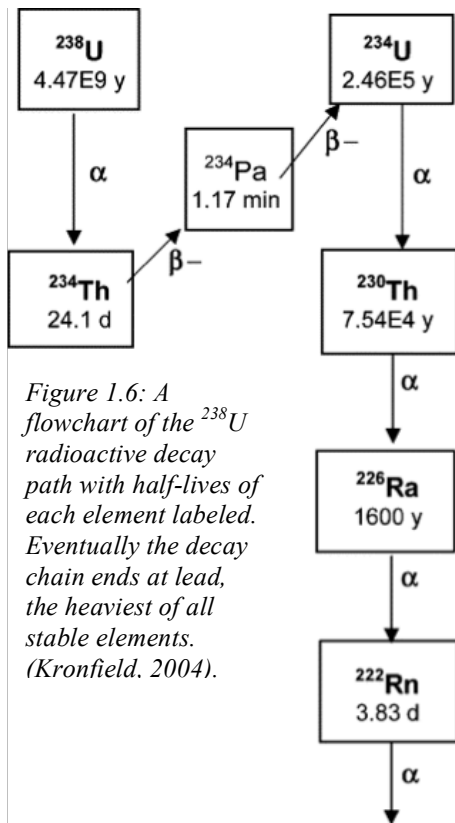 ²³⁸U
4.47E9 y
α
²³⁴Th
24.1 d
β−
²³⁴Pa
1.17 min
β−
²³⁴U
2.46E5 y
α
²³⁰Th
7.54E4 y
α
²²⁶Ra
1600 y
α
²²²Rn
3.83 d
α
Figure 1.6: A
flowchart of the ²³⁸U
radioactive decay
path with half-lives of
each element labeled.
Eventually the decay
chain ends at lead,
the heaviest of all
stable elements.
(Kronfield, 2004).